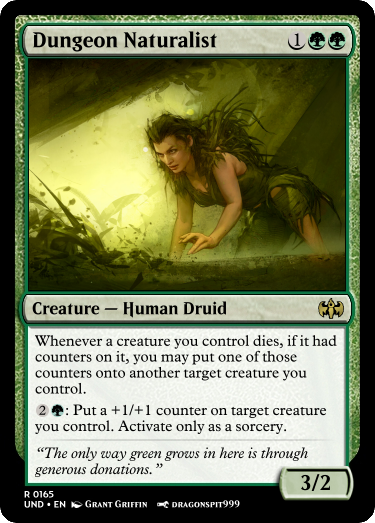 Dungeon Naturalist 1
Creature — Human Druid
Whenever a creature you control dies, if it had
counters on it, you may put one of those
counters onto another target creature you
control.
2: Put a +1/+1 counter on target creature
you control. Activate only as a sorcery.
“The only way green grows in here is through
generous donations.”
3/2
R 0165
UND • EN Grant Griffin dragonspit999